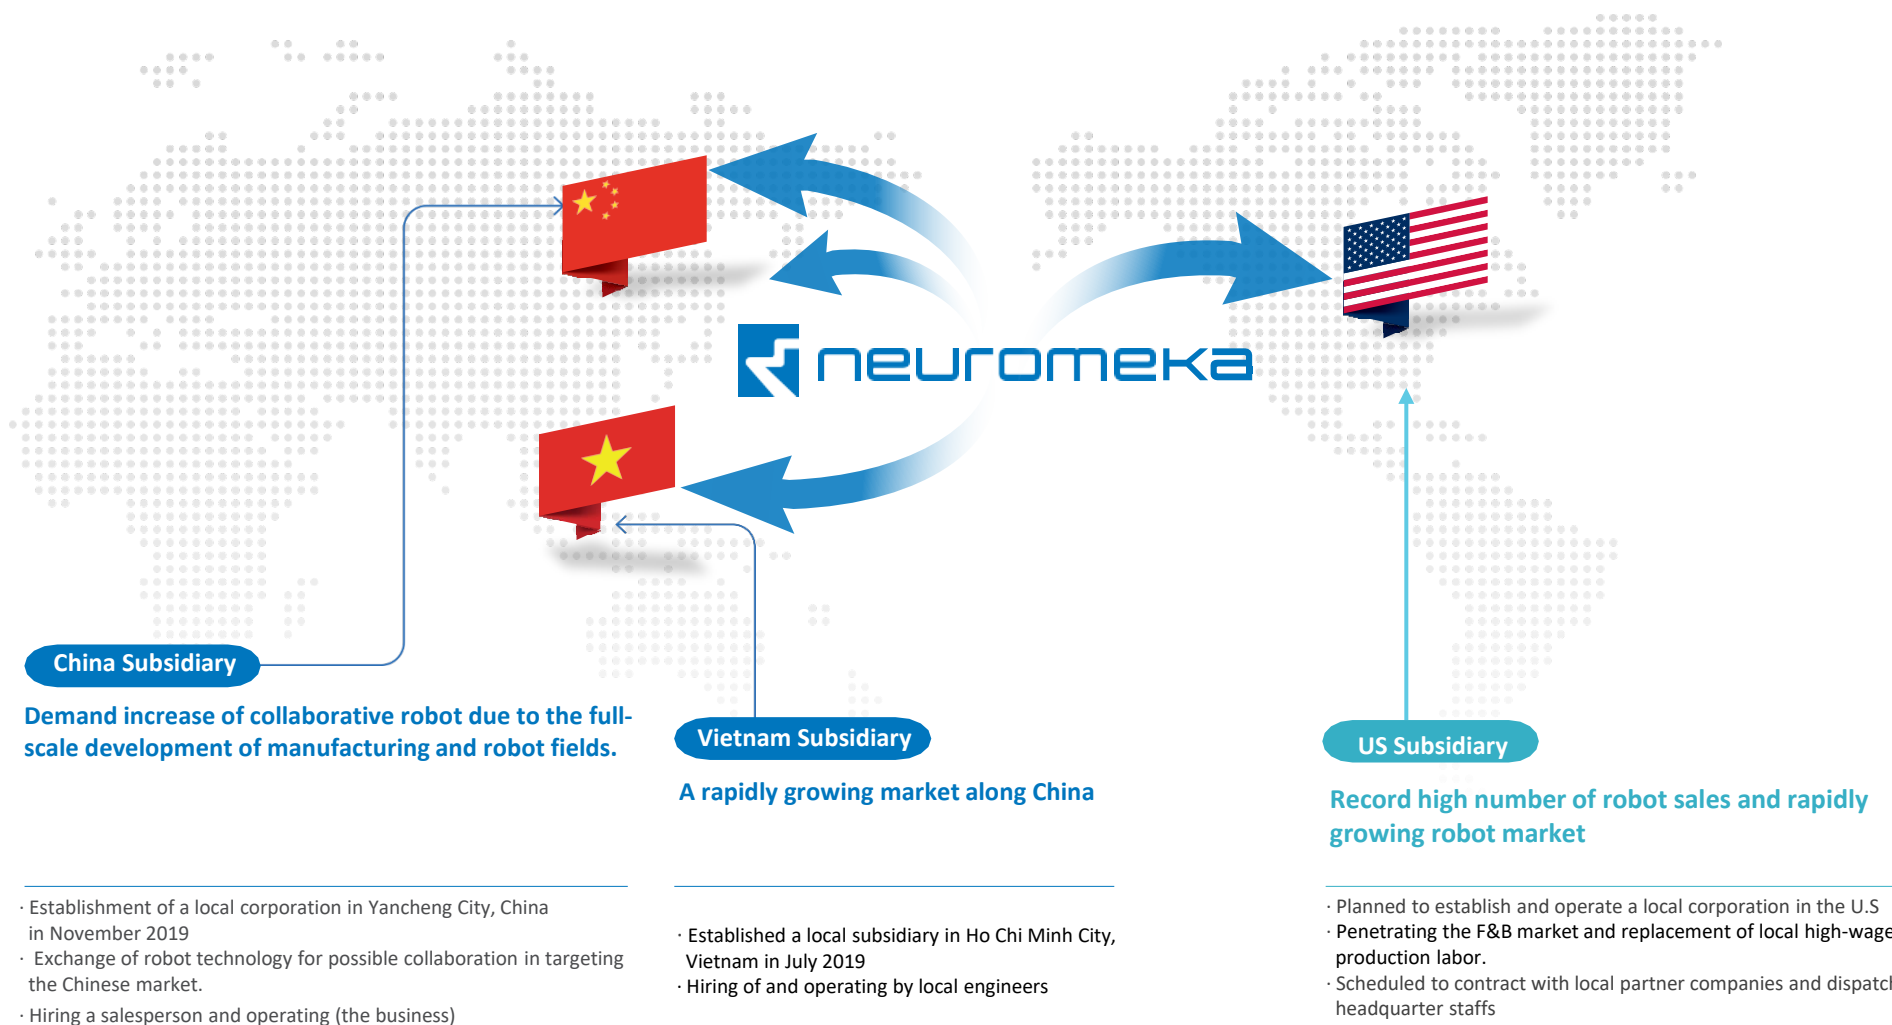 neuromeka
China Subsidiary
Demand increase of collaborative robot due to the full-
scale development of manufacturing and robot fields.
· Establishment of a local corporation in Yancheng City, China
in November 2019
· Exchange of robot technology for possible collaboration in targeting
the Chinese market.
· Hiring a salesperson and operating (the business)
Vietnam Subsidiary
A rapidly growing market along China
· Established a local subsidiary in Ho Chi Minh City,
Vietnam in July 2019
· Hiring of and operating by local engineers
US Subsidiary
Record high number of robot sales and rapidly
growing robot market
· Planned to establish and operate a local corporation in the U.S
· Penetrating the F&B market and replacement of local high-wage
production labor.
· Scheduled to contract with local partner companies and dispatch
headquarter staffs